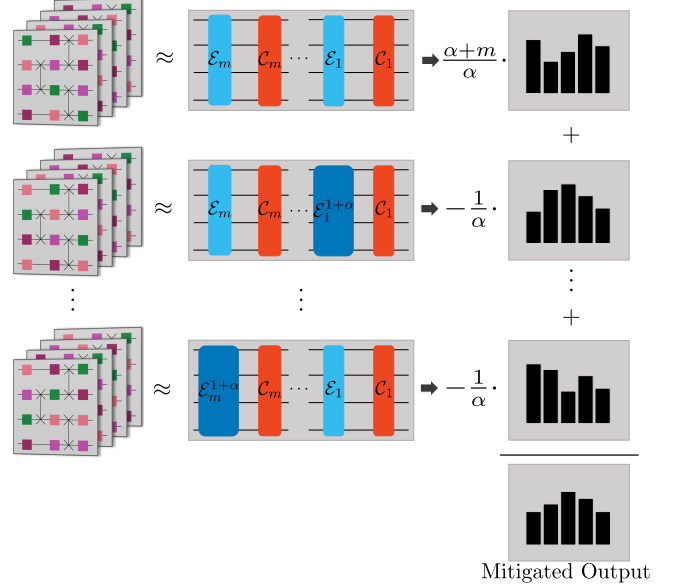 ≈ ℰ_m 𝒞_m ⋯ ℰ_1 𝒞_1 (α+m)/α ·
+
≈ ℰ_m 𝒞_m ⋯ ℰ_1^{1+α} 𝒞_1 − 1/α ·
⋮ ⋮ ⋮
+
≈ ℰ_m^{1+α} 𝒞_m ⋯ ℰ_1 𝒞_1 − 1/α ·
Mitigated Output